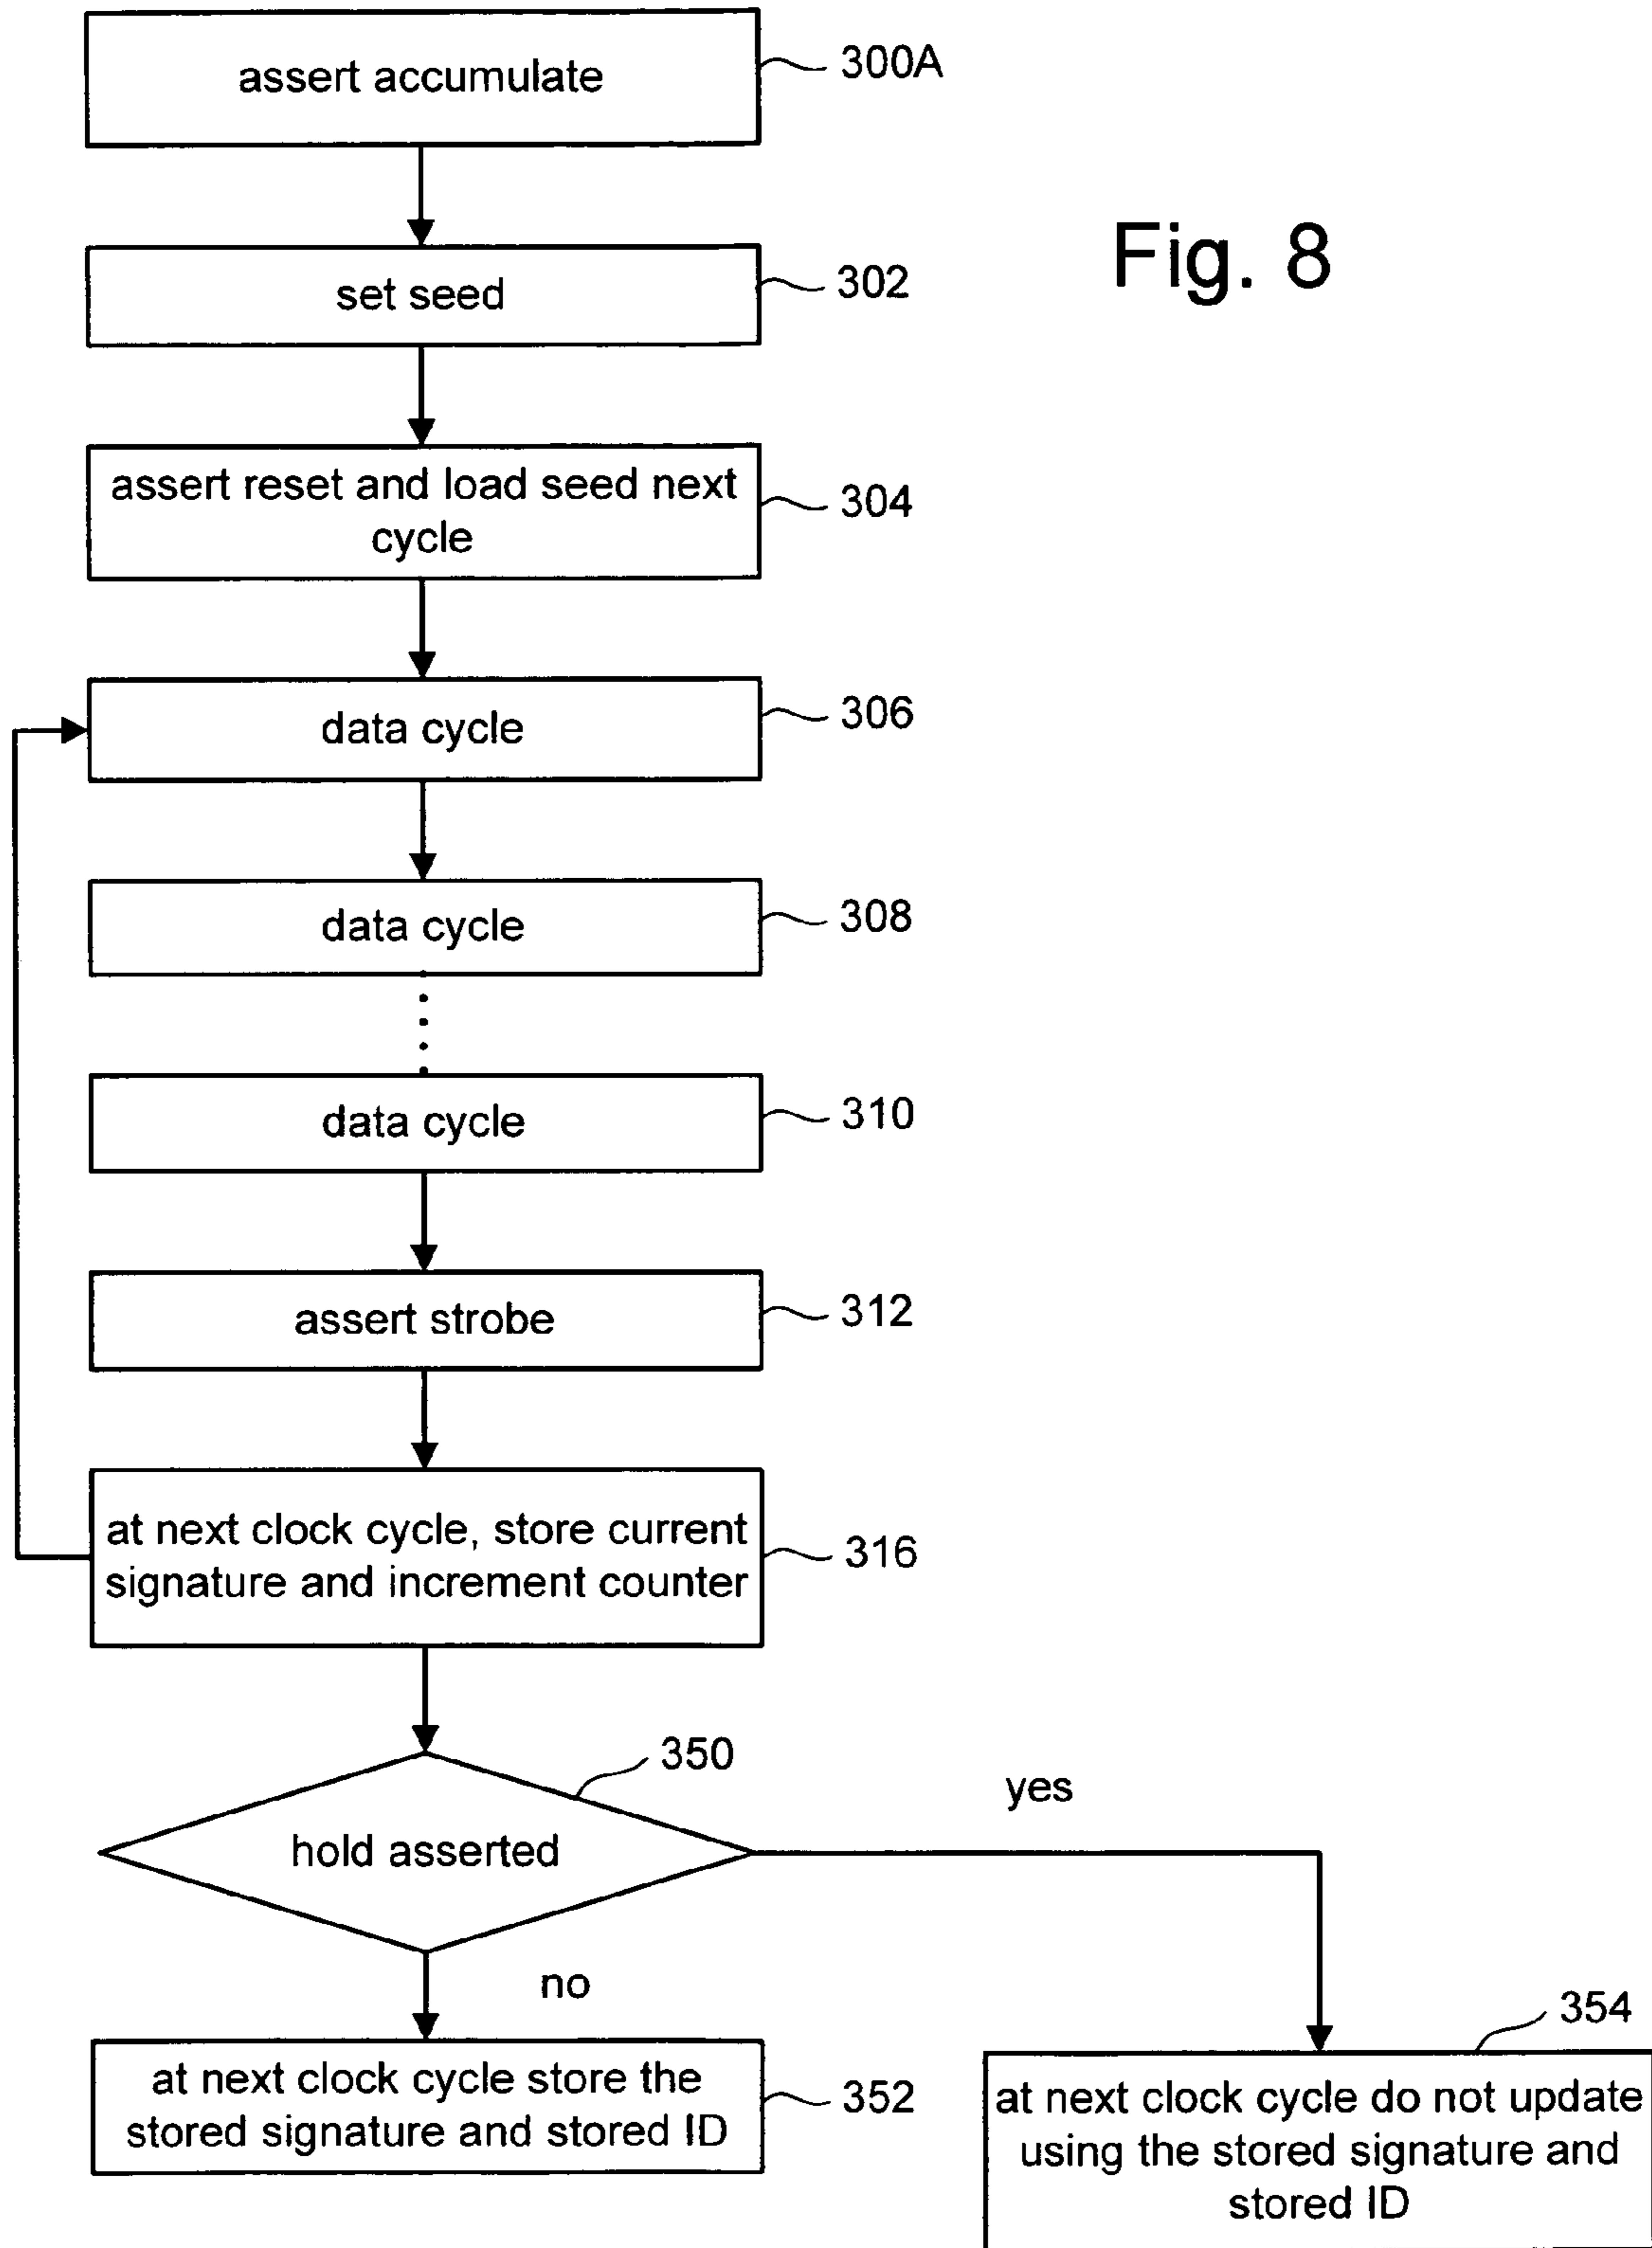 assert accumulate
300A
Fig. 8
set seed
302
assert reset and load seed next
cycle
304
data cycle
306
data cycle
308
data cycle
310
assert strobe
312
at next clock cycle, store current
signature and increment counter
316
350
hold asserted
yes
no
at next clock cycle store the
stored signature and stored ID
352
354
at next clock cycle do not update
using the stored signature and
stored ID